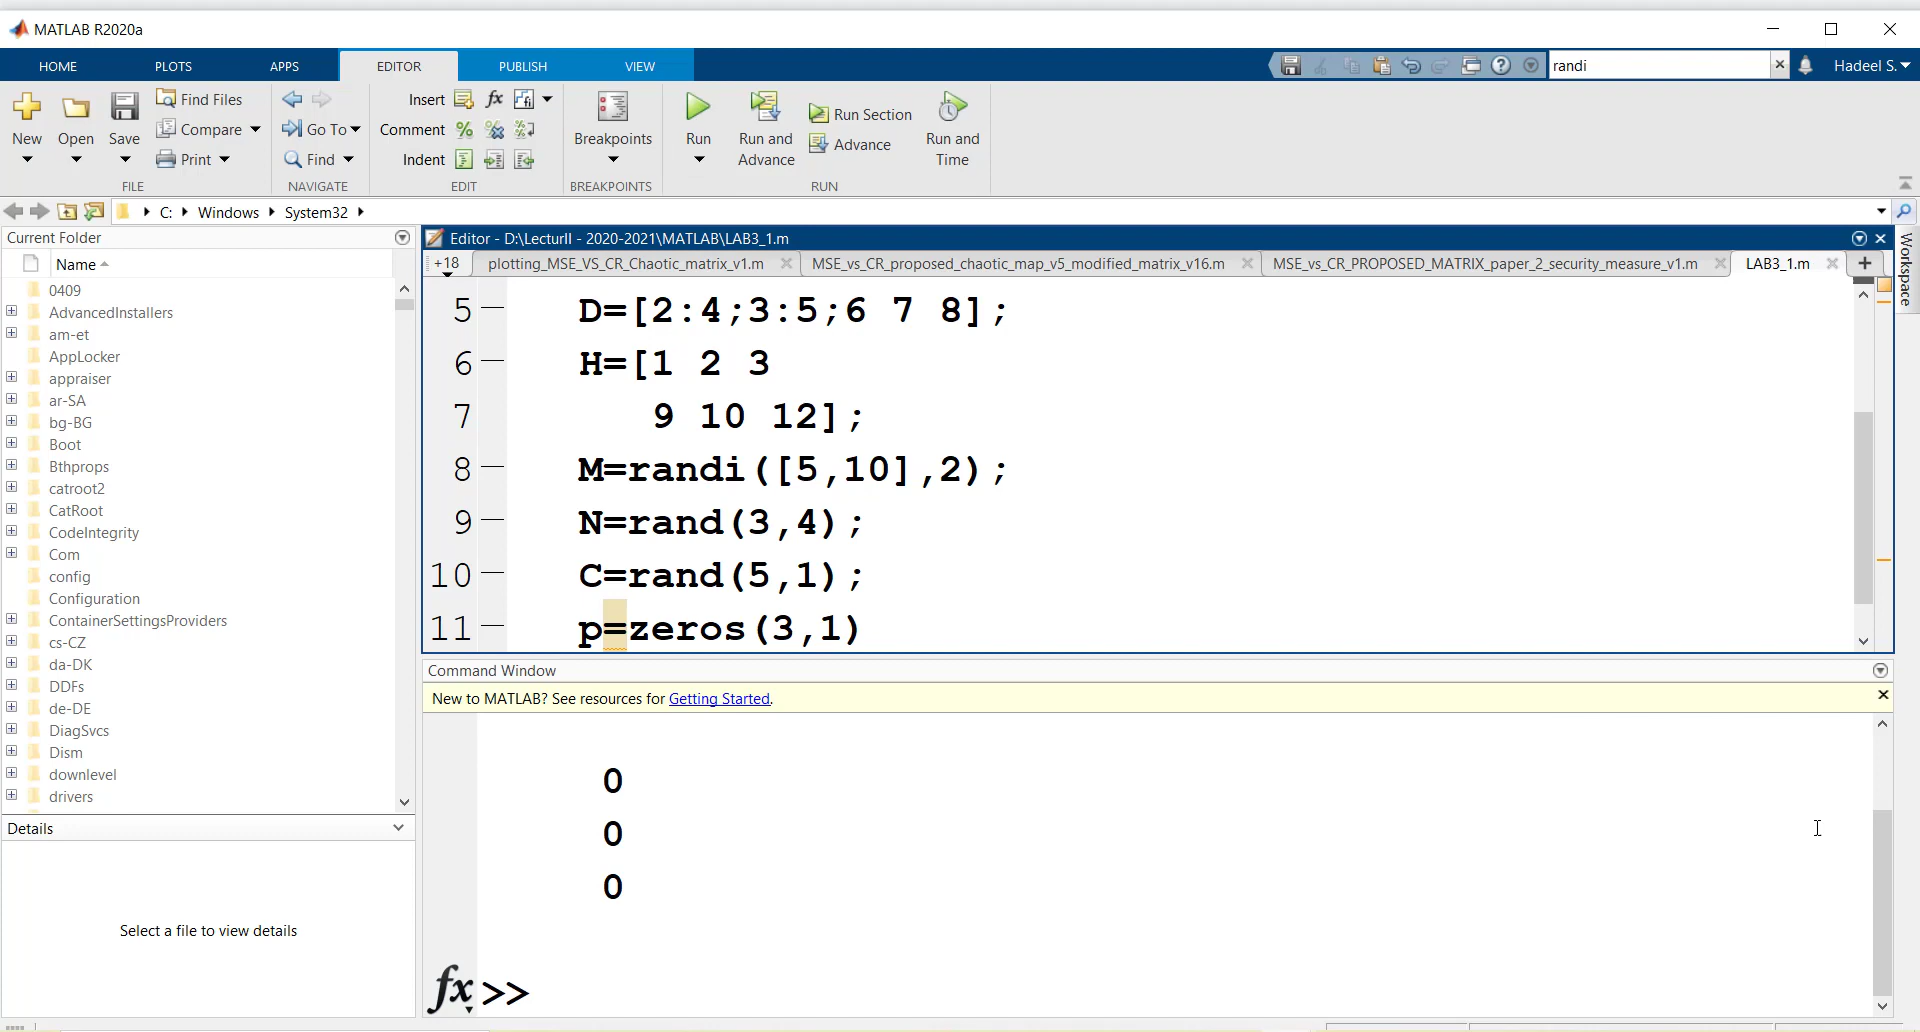 MATLAB R2020a
HOME PLOTS APPS EDITOR PUBLISH VIEW randi Hadeel S.
New Open Save Find Files Compare Print
FILE
Go To Find
NAVIGATE
Insert fx
Comment
Indent
EDIT
Breakpoints
BREAKPOINTS
Run Run and Advance Run Section Advance Run and Time
RUN
C: Windows System32
Current Folder
Name
0409
AdvancedInstallers
am-et
AppLocker
appraiser
ar-SA
bg-BG
Boot
Bthprops
catroot2
CatRoot
CodeIntegrity
Com
config
Configuration
ContainerSettingsProviders
cs-CZ
da-DK
DDFs
de-DE
DiagSvcs
Dism
downlevel
drivers
Details
Select a file to view details
Editor - D:\LecturII - 2020-2021\MATLAB\LAB3_1.m
+18 plotting_MSE_VS_CR_Chaotic_matrix_v1.m MSE_vs_CR_proposed_chaotic_map_v5_modified_matrix_v16.m MSE_vs_CR_PROPOSED_MATRIX_paper_2_security_measure_v1.m LAB3_1.m
5 — D=[2:4;3:5;6 7 8];
6 — H=[1 2 3
7 9 10 12];
8 — M=randi([5,10],2);
9 — N=rand(3,4);
10 — C=rand(5,1);
11 — p=zeros(3,1)
Command Window
New to MATLAB? See resources for Getting Started.
0
0
0
fx >>
Workspace